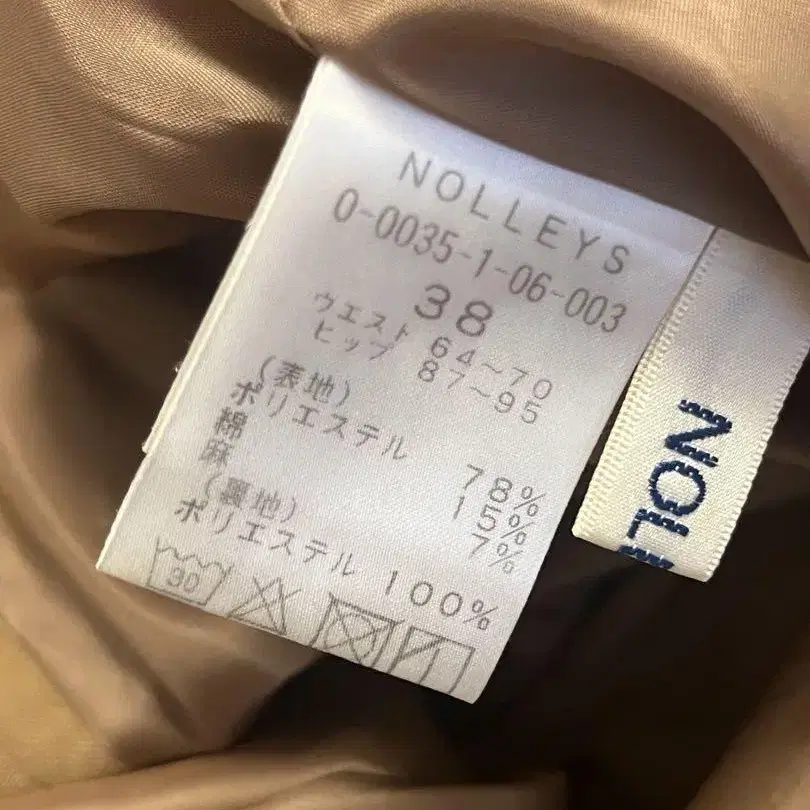 NOLLEYS
0-0035-1-06-003
38
ウエスト 64~70
ヒップ 87~95
(表地)
ポリエステル 78%
綿 15%
麻 7%
(裏地)
ポリエステル 100%
30
NOL